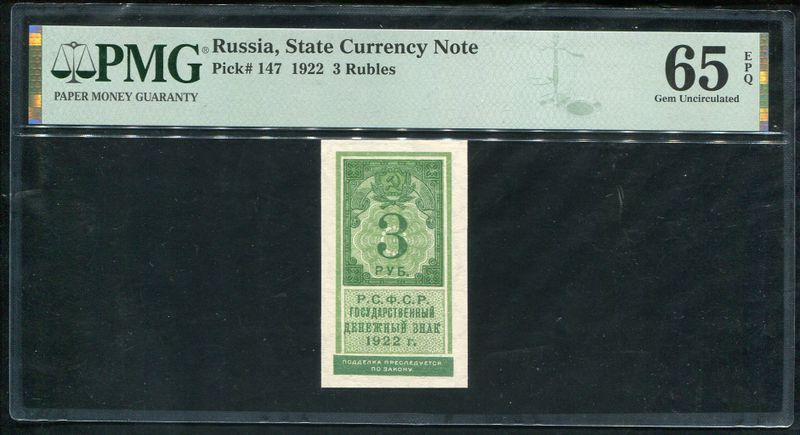 PMG®
PAPER MONEY GUARANTY
Russia, State Currency Note
Pick# 147 1922 3 Rubles
65 EPQ
Gem Uncirculated
3
РУБ.
Р.С.Ф.С.Р.
ГОСУДАРСТВЕННЫЙ
ДЕНЕЖНЫЙ ЗНАК
1922 г.
ПОДДЕЛКА ПРЕСЛЕДУЕТСЯ
ПО ЗАКОНУ.